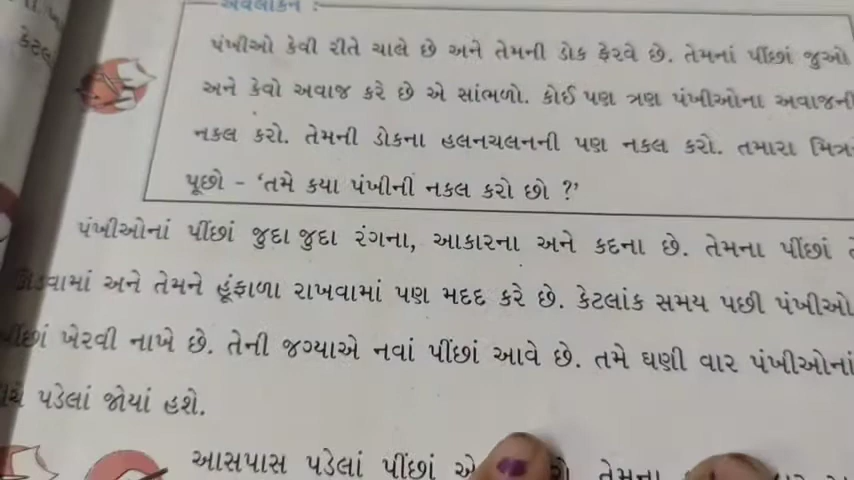 અવલોકન :
કેટલ
પંખીઓ કેવી રીતે ચાલે છે અને તેમની ડોક ફેરવે છે. તેમનાં પીંછાં જુઓ
અને કેવો અવાજ કરે છે એ સાંભળો. કોઈ પણ ત્રણ પંખીઓના અવાજની
નકલ કરો. તેમની ડોકના હલનચલનની પણ નકલ કરો. તમારા મિત્ર
પૂછો – ‘તમે કયા પંખીની નકલ કરો છો ?’
પંખીઓનાં પીંછાં જુદા જુદા રંગના, આકારના અને કદના છે. તેમના પીંછાં
અને તેમને હૂંફાળા રાખવામાં પણ મદદ કરે છે. કેટલાંક સમય પછી પંખીઓ
પીંછાં ખેરવી નાખે છે. તેની જગ્યાએ નવાં પીંછાં આવે છે. તમે ઘણી વાર પંખીઓનાં
પડેલાં જોયાં હશે.
આસપાસ પડેલાં પીંછાં તેમના